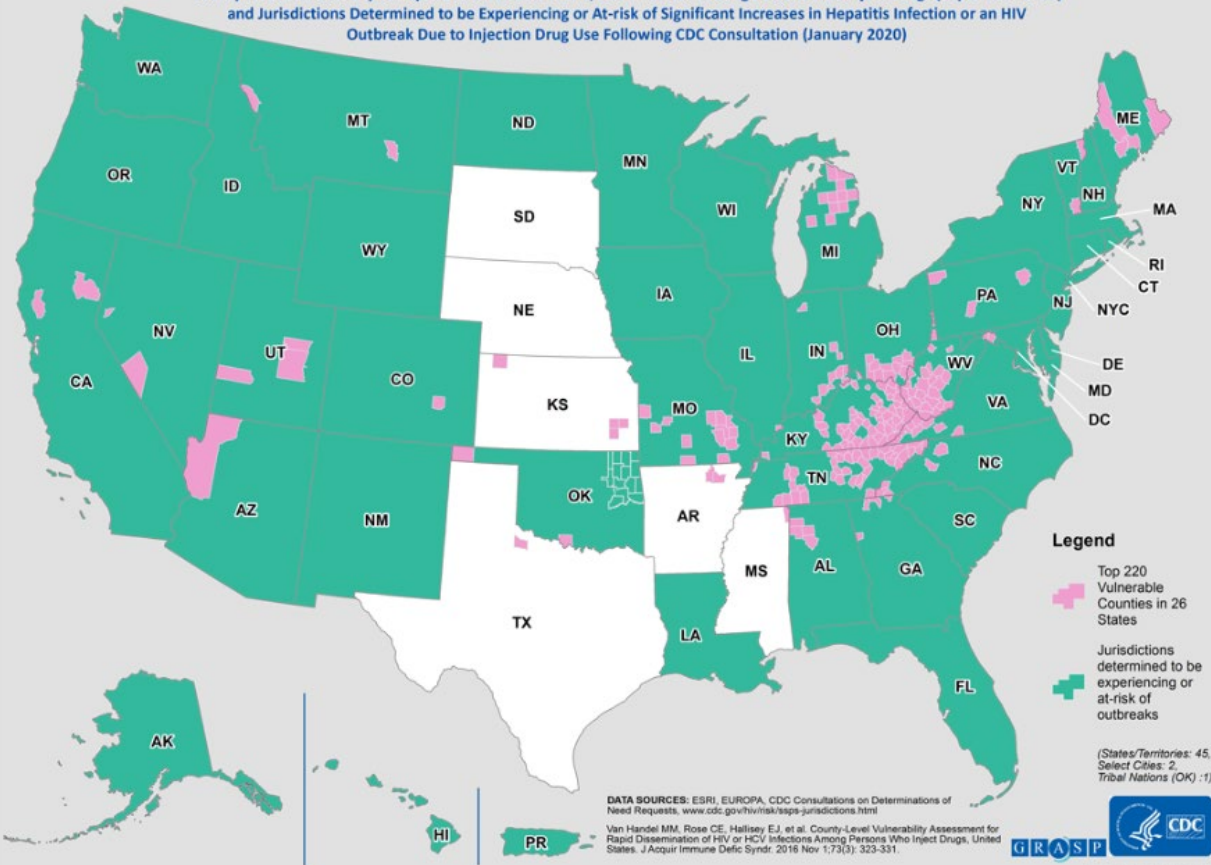 and Jurisdictions Determined to be Experiencing or At-risk of Significant Increases in Hepatitis Infection or an HIV
Outbreak Due to Injection Drug Use Following CDC Consultation (January 2020)
WA
MT
ND
MN
ME
VT
NH
OR
ID
SD
WI
NY
MA
WY
MI
RI
CT
NYC
NE
IA
PA
NJ
NV
UT
CO
IL
IN
OH
WV
DE
MD
DC
CA
KS
MO
KY
VA
NC
TN
AZ
NM
OK
AR
SC
MS
AL
GA
TX
LA
FL
Legend
Top 220
Vulnerable
Counties in 26
States
Jurisdictions
determined to be
experiencing or
at-risk of
outbreaks
(States/Territories: 45,
Select Cities: 2,
Tribal Nations (OK) :1)
AK
HI
PR
DATA SOURCES: ESRI, EUROPA, CDC Consultations on Determinations of
Need Requests, www.cdc.gov/hiv/risk/ssps-jurisdictions.html
Van Handel MM, Rose CE, Hallisey EJ, et al. County-Level Vulnerability Assessment for
Rapid Dissemination of HIV or HCV Infections Among Persons Who Inject Drugs, United
States. J Acquir Immune Defic Syndr. 2016 Nov 1;73(3): 323-331.
GRASP
CDC